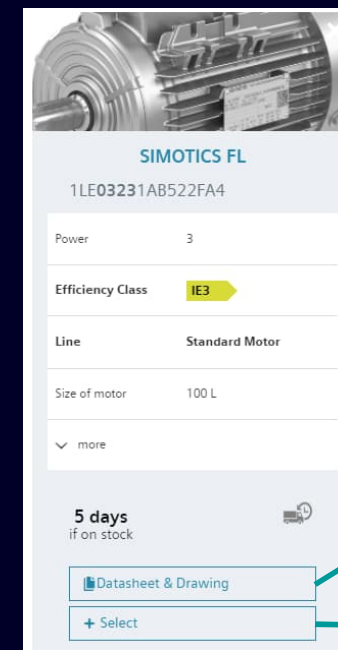 SIMOTICS FL
1LE03231AB522FA4
Power 3
Efficiency Class IE3
Line Standard Motor
Size of motor 100 L
more
5 days
if on stock
Datasheet & Drawing
+ Select